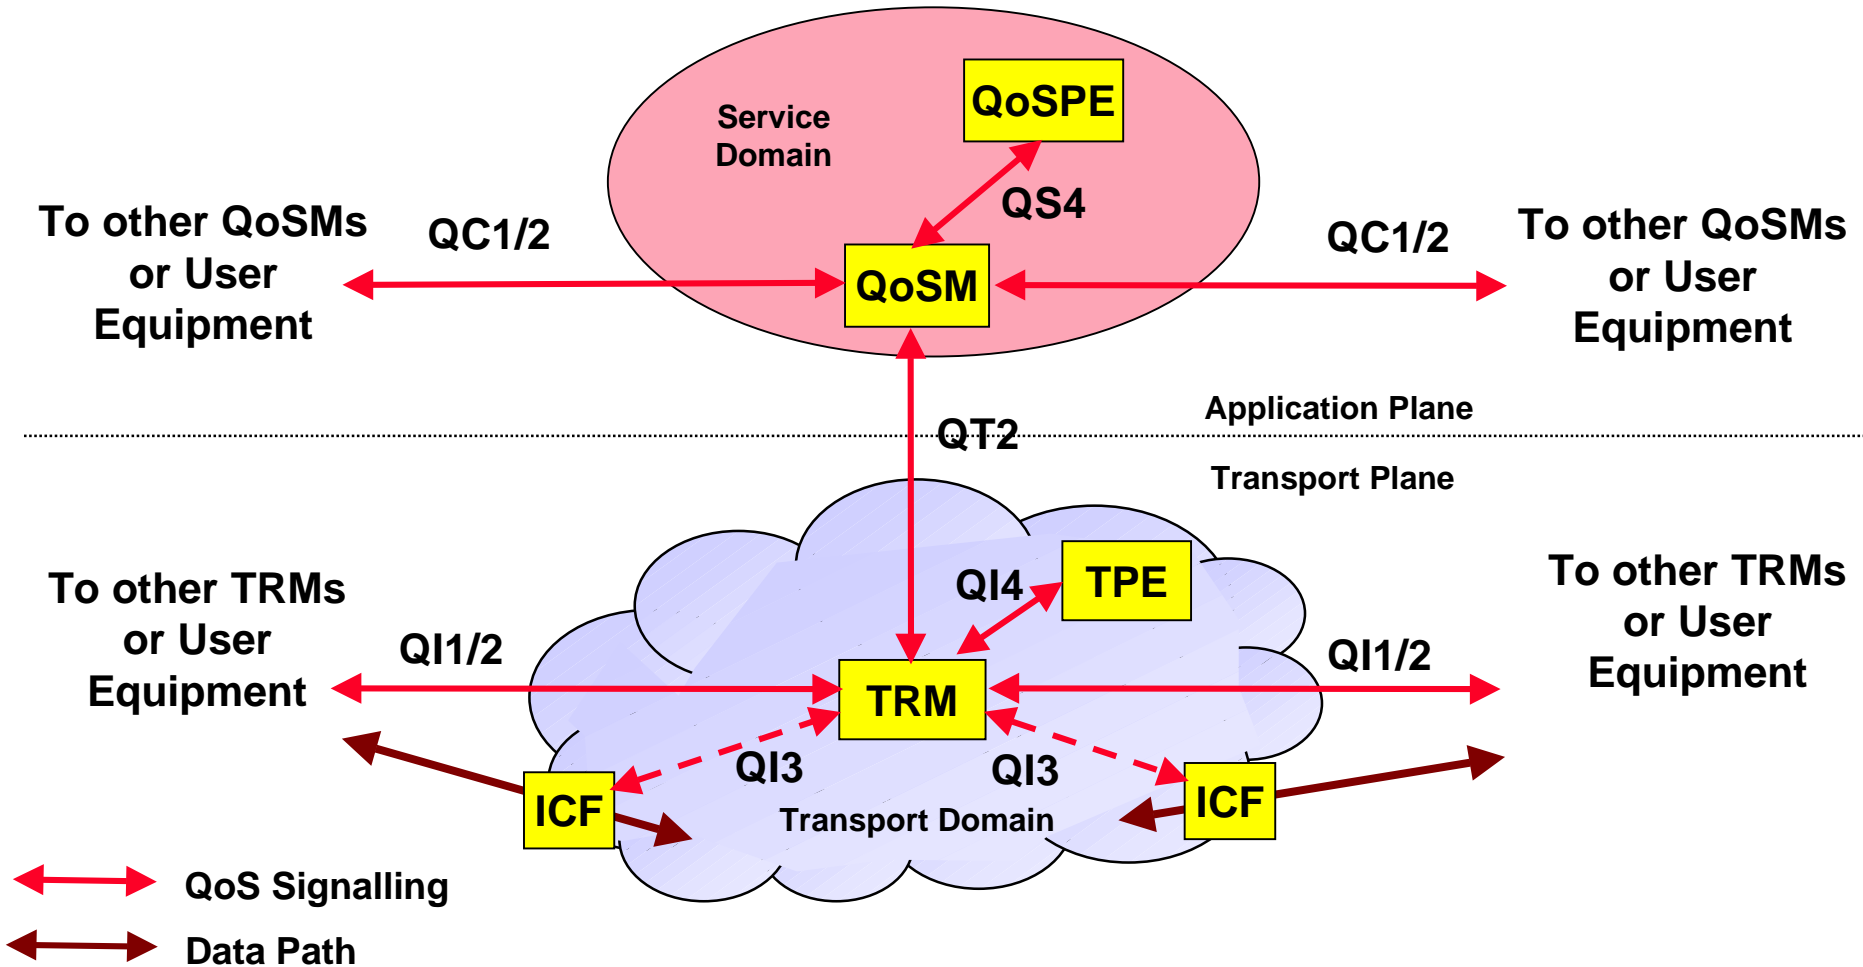 QoSPE
Service
Domain
QS4
To other QoSMs
or User
Equipment
QC1/2
QoSM
QC1/2
To other QoSMs
or User
Equipment
Application Plane
QT2
Transport Plane
To other TRMs
or User
Equipment
QI1/2
QI4
TPE
TRM
QI1/2
To other TRMs
or User
Equipment
QI3
QI3
ICF
ICF
Transport Domain
QoS Signalling
Data Path